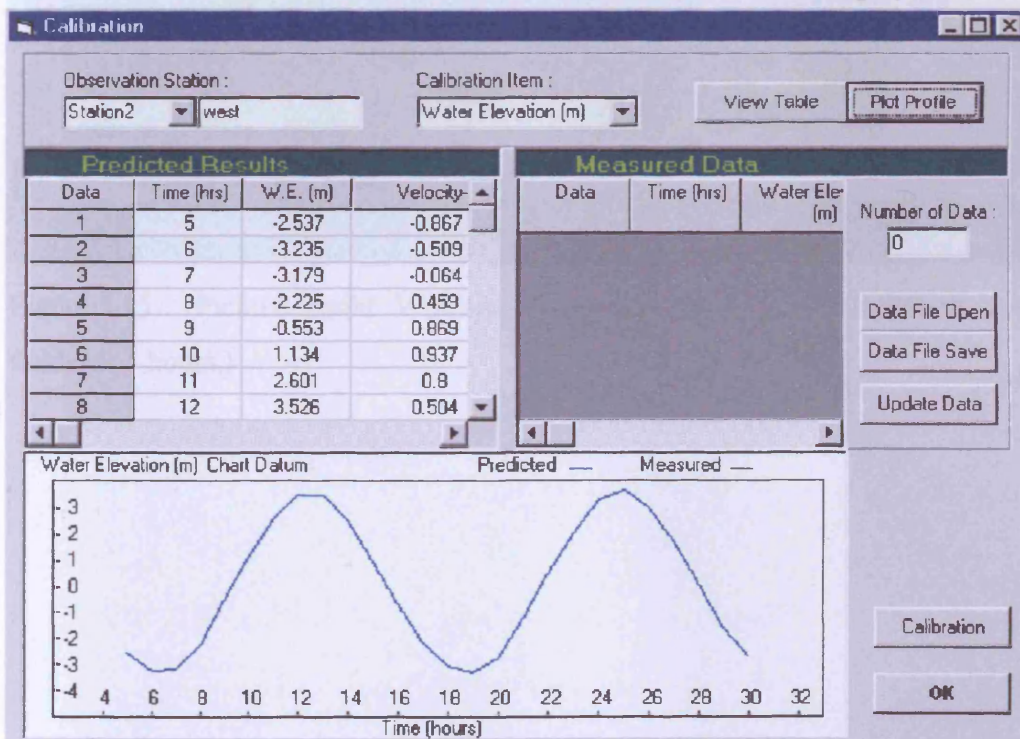 Calibration
Observation Station :
Calibration Item :
Station2
west
Water Elevation (m)
View Table
Plot Profile
Predicted Results
Measured Data
Data Time (hrs) W.E. (m) Velocity
1 5 -2.537 -0.867
2 6 -3.235 -0.509
3 7 -3.179 -0.064
4 8 -2.225 0.459
5 9 -0.553 0.869
6 10 1.134 0.937
7 11 2.601 0.8
8 12 3.526 0.504
Data Time (hrs) Water Ele
(m)
Number of Data :
0
Data File Open
Data File Save
Update Data
Water Elevation (m) Chart Datum
Predicted
Measured
3
2
1
0
-1
-2
-3
-4
4 6 8 10 12 14 16 18 20 22 24 26 28 30 32
Time (hours)
Calibration
OK